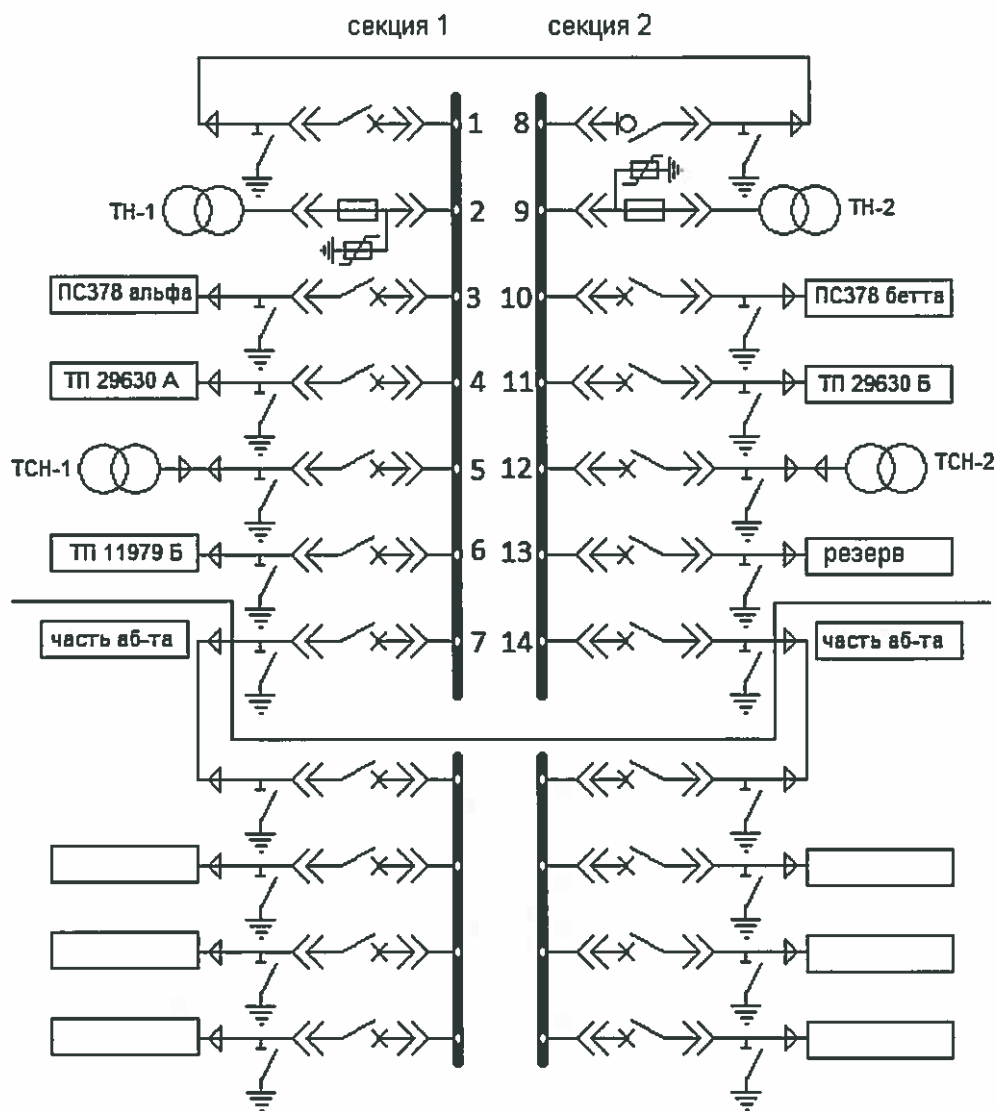 секция 1 секция 2
1 8
ТН-1 2 9 ТН-2
ПС378 альфа 3 10 ПС378 бетта
ТП 29630 А 4 11 ТП 29630 Б
ТСН-1 5 12 ТСН-2
ТП 11979 Б 6 13 резерв
часть аб-та 7 14 часть аб-та